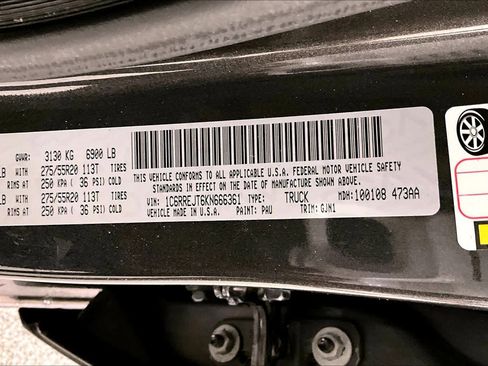 GVWR: 3130 KG 6900 LB
LB WITH 275/55R20 113T TIRES
RIMS AT 250 KPA ( 36 PSI) COLD
LB WITH 275/55R20 113T) TIRES
RIMS AT 250 KPA ( 36 PSI) COLD
THIS VEHICLE CONFORMS TO ALL APPLICABLE U.S.A. FEDERAL MOTOR VEHICLE SAFETY
STANDARDS IN EFFECT ON THE DATE OF MANUFACTURE SHOWN ABOVE.
VIN: 1C6RREJT6KN666361 TYPE: TRUCK MDH: 100108 473AA
PAINT: PAU TRIM: GJN1